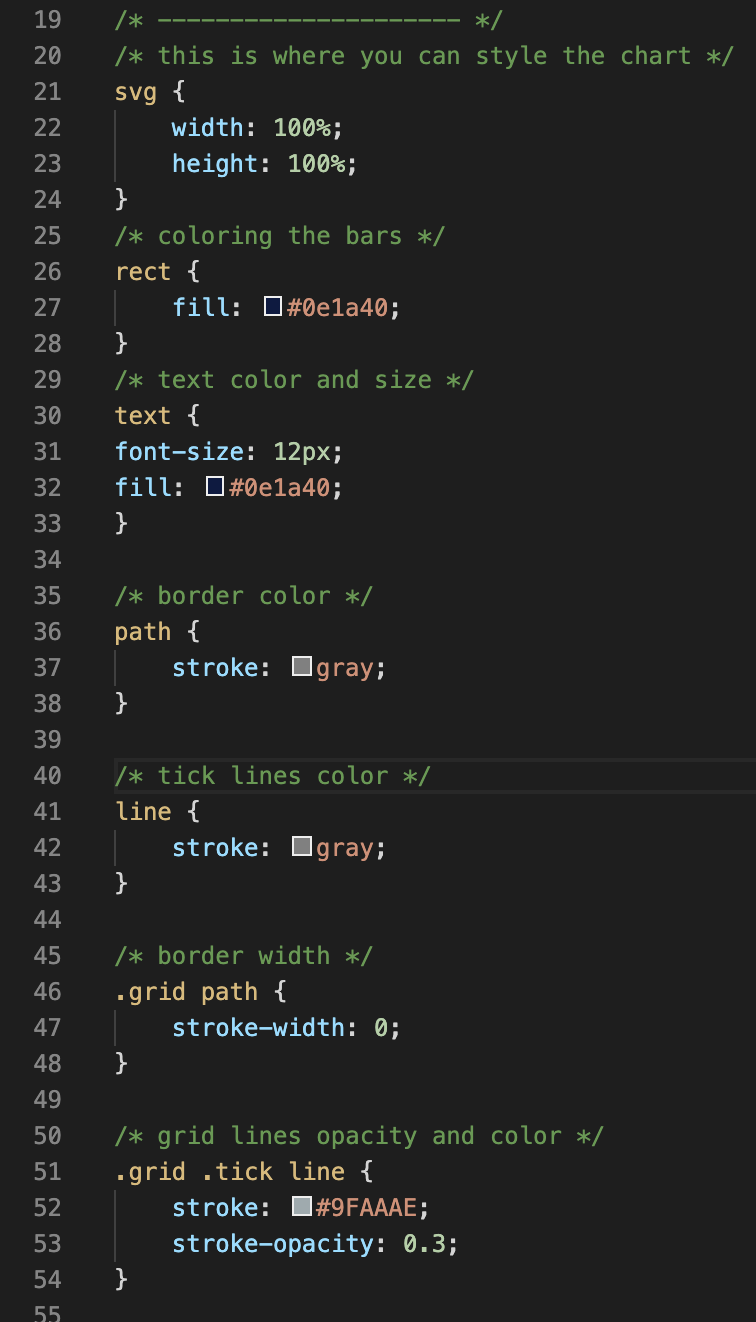 19 /* --------------------- */
20 /* this is where you can style the chart */
21 svg {
22     width: 100%;
23     height: 100%;
24 }
25 /* coloring the bars */
26 rect {
27     fill: #0e1a40;
28 }
29 /* text color and size */
30 text {
31 font-size: 12px;
32 fill: #0e1a40;
33 }
34
35 /* border color */
36 path {
37     stroke: gray;
38 }
39
40 /* tick lines color */
41 line {
42     stroke: gray;
43 }
44
45 /* border width */
46 .grid path {
47     stroke-width: 0;
48 }
49
50 /* grid lines opacity and color */
51 .grid .tick line {
52     stroke: #9FAAAE;
53     stroke-opacity: 0.3;
54 }
55